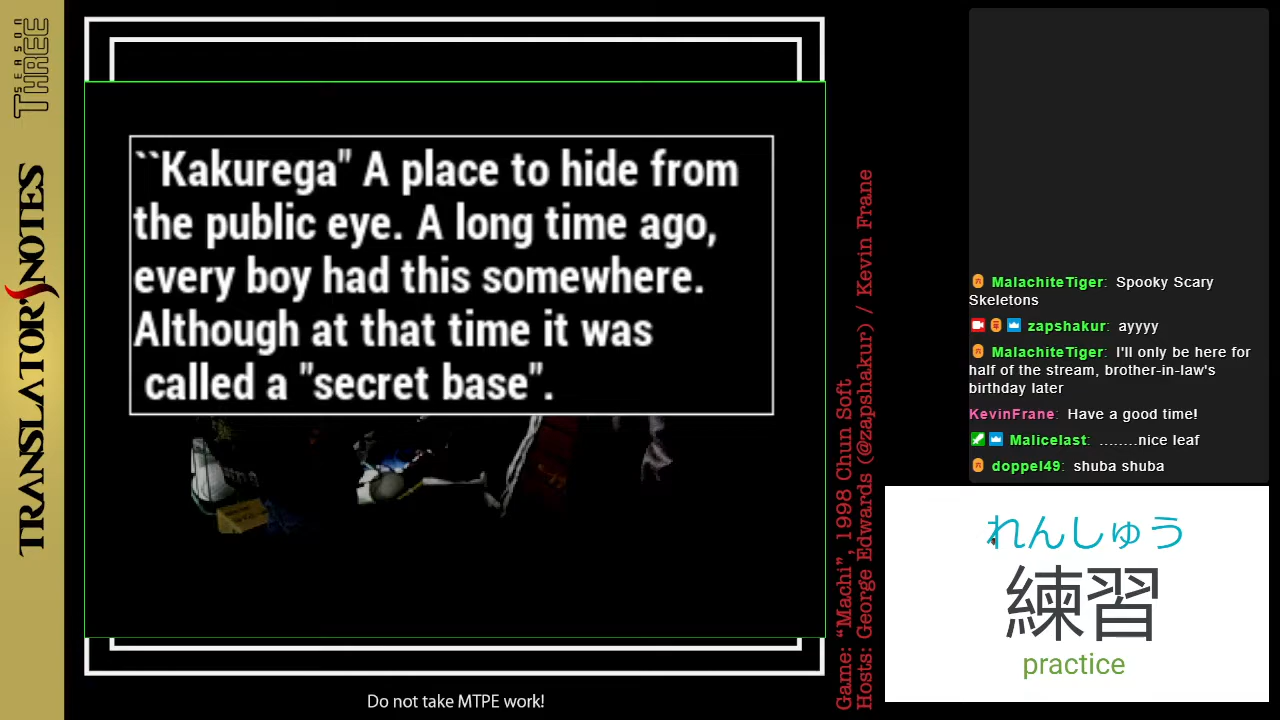 SEASON
THREE
TRANSLATOR'S NOTES
``Kakurega" A place to hide from
the public eye. A long time ago,
every boy had this somewhere.
Although at that time it was
called a "secret base".
Do not take MTPE work!
Game: “Machi”, 1998 Chun Soft
Hosts: George Edwards (@zapshakur) / Kevin Frane
MalachiteTiger: Spooky Scary
Skeletons
zapshakur: ayyyy
MalachiteTiger: I'll only be here for
half of the stream, brother-in-law's
birthday later
KevinFrane: Have a good time!
Malicelast: ........nice leaf
doppel49: shuba shuba
れんしゅう
練習
practice